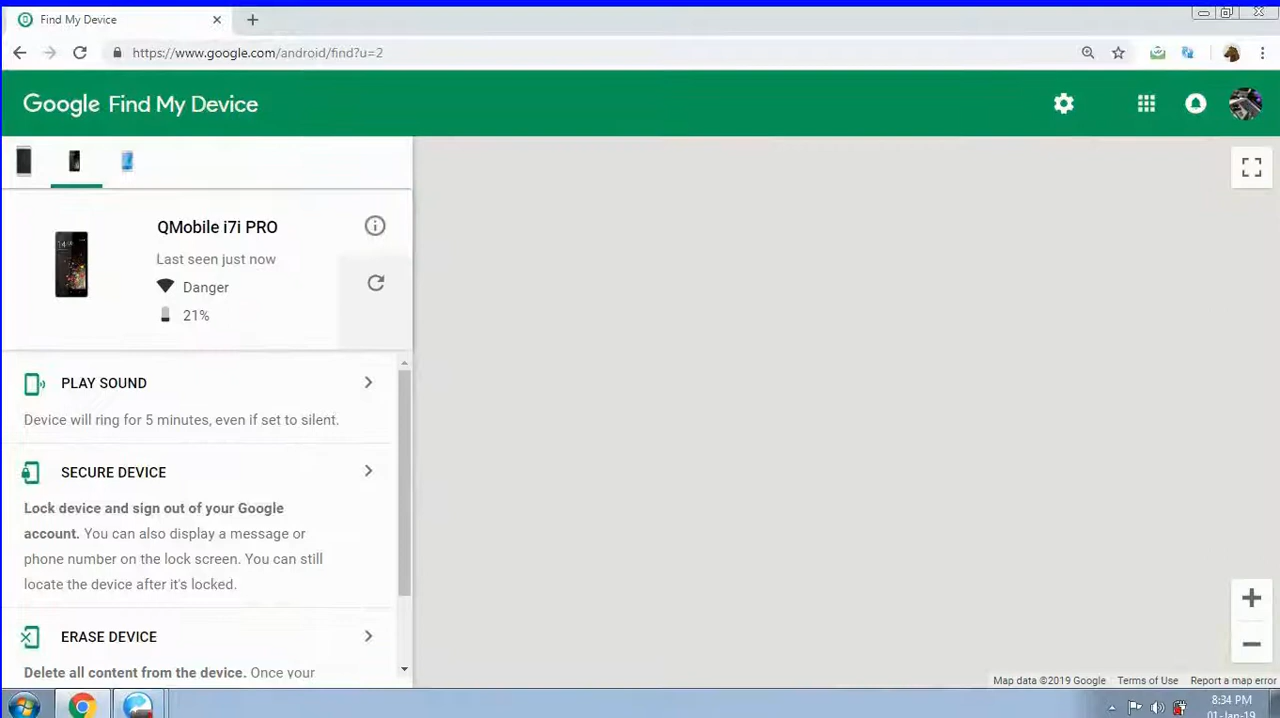 Find My Device
https://www.google.com/android/find?u=2
Google Find My Device
QMobile i7i PRO
Last seen just now
Danger
21%
PLAY SOUND
Device will ring for 5 minutes, even if set to silent.
SECURE DEVICE
Lock device and sign out of your Google
account. You can also display a message or
phone number on the lock screen. You can still
locate the device after it's locked.
ERASE DEVICE
Delete all content from the device. Once your
Map data ©2019 Google Terms of Use Report a map error
8:34 PM
01-Jan-19